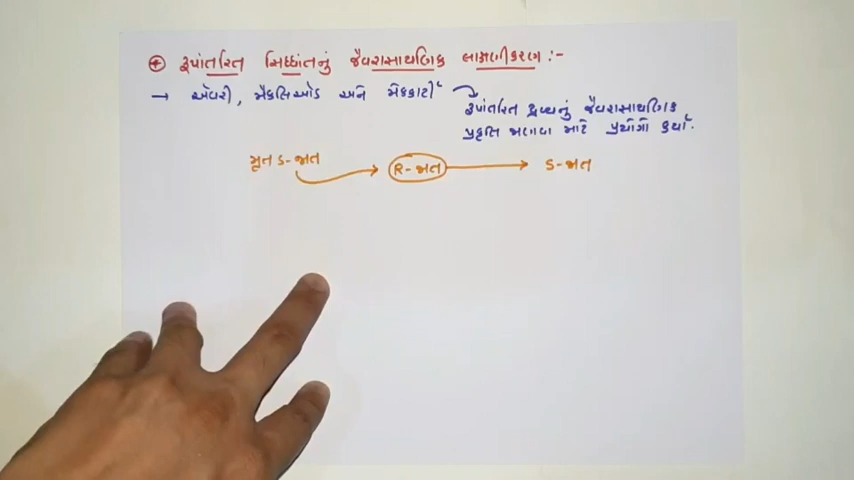 * રૂપાંતરિત સિદ્ધાંતનું જૈવરાસાયણિક લાક્ષણીકરણ :-
→ એવરી, મૈકલિઓડ અને મેકકાર્ટી → રૂપાંતરિત દ્રવ્યનું જૈવરાસાયણિક
પ્રકૃતિ જાણવા માટે પ્રયોગો કર્યાં.
મૃત S-જાત → R-જાત → S-જાત